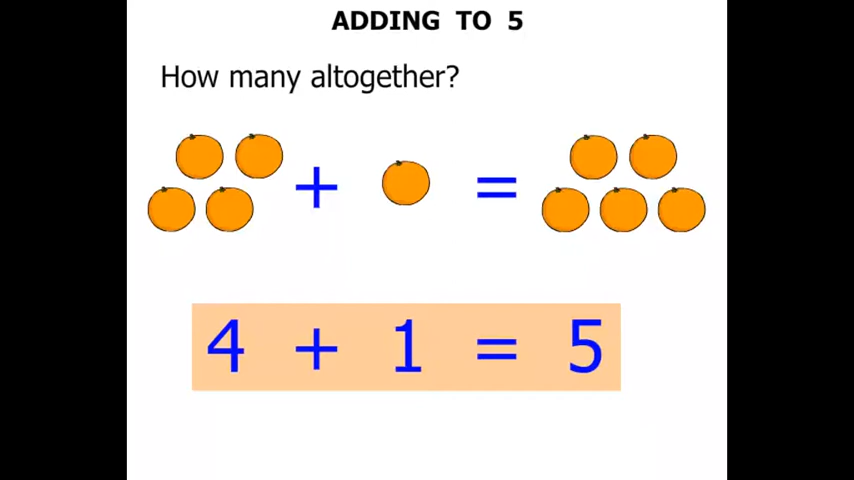 ADDING TO 5
How many altogether?
+ =
4 + 1 = 5